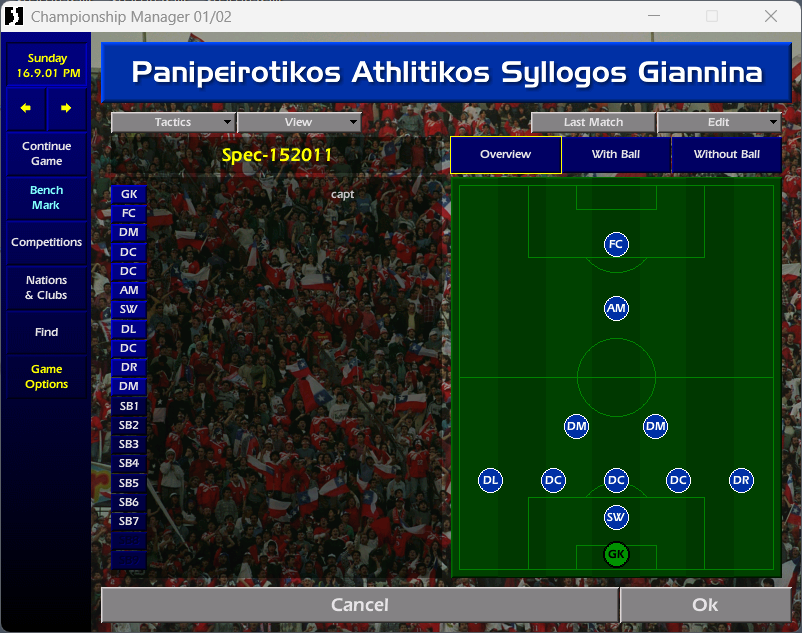 Championship Manager 01/02
Sunday
16.9.01 PM
Continue
Game
Bench
Mark
Competitions
Nations
& Clubs
Find
Game
Options
Panipeirotikos Athlitikos Syllogos Giannina
Tactics View Last Match Edit
Spec-152011
Overview With Ball Without Ball
GK capt
FC
DM
DC
DC
AM
SW
DL
DC
DR
DM
SB1
SB2
SB3
SB4
SB5
SB6
SB7
FC
AM
DM DM
DL DC DC DC DR
SW
GK
Cancel Ok